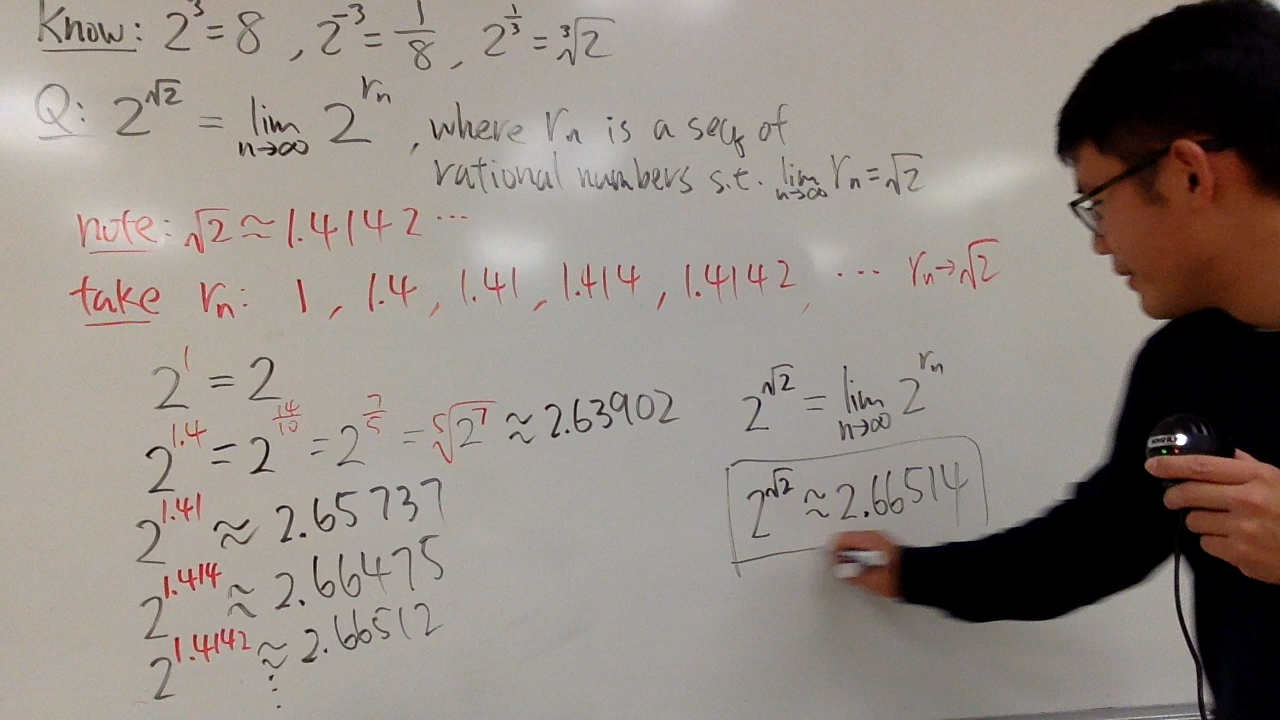 Know: 2³ = 8 , 2⁻³ = 1/8 , 2^(1/3) = ∛2
Q: 2^√2 = lim n→∞ 2^rₙ , where rₙ is a seq of
rational numbers s.t. lim n→∞ rₙ = √2
note: √2 ≈ 1.4142 ...
take rₙ: 1 , 1.4 , 1.41 , 1.414 , 1.4142 , ... rₙ→√2
2^1 = 2
2^1.4 = 2^(14/10) = 2^(7/5) = ⁵√(2⁷) ≈ 2.63902
2^1.41 ≈ 2.65737
2^1.414 ≈ 2.66475
2^1.4142 ≈ 2.66512
⋮
2^√2 = lim n→∞ 2^rₙ
2^√2 ≈ 2.66514